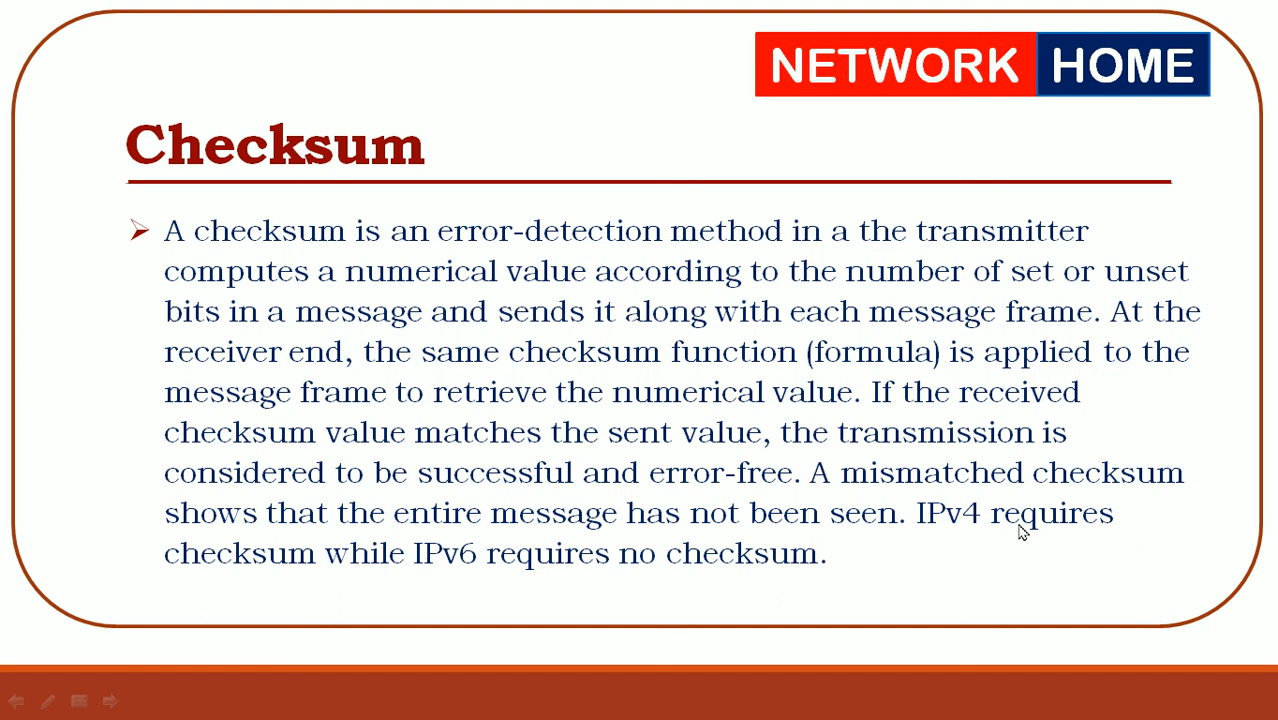 NETWORK HOME
Checksum
A checksum is an error-detection method in a the transmitter
computes a numerical value according to the number of set or unset
bits in a message and sends it along with each message frame. At the
receiver end, the same checksum function (formula) is applied to the
message frame to retrieve the numerical value. If the received
checksum value matches the sent value, the transmission is
considered to be successful and error-free. A mismatched checksum
shows that the entire message has not been seen. IPv4 requires
checksum while IPv6 requires no checksum.